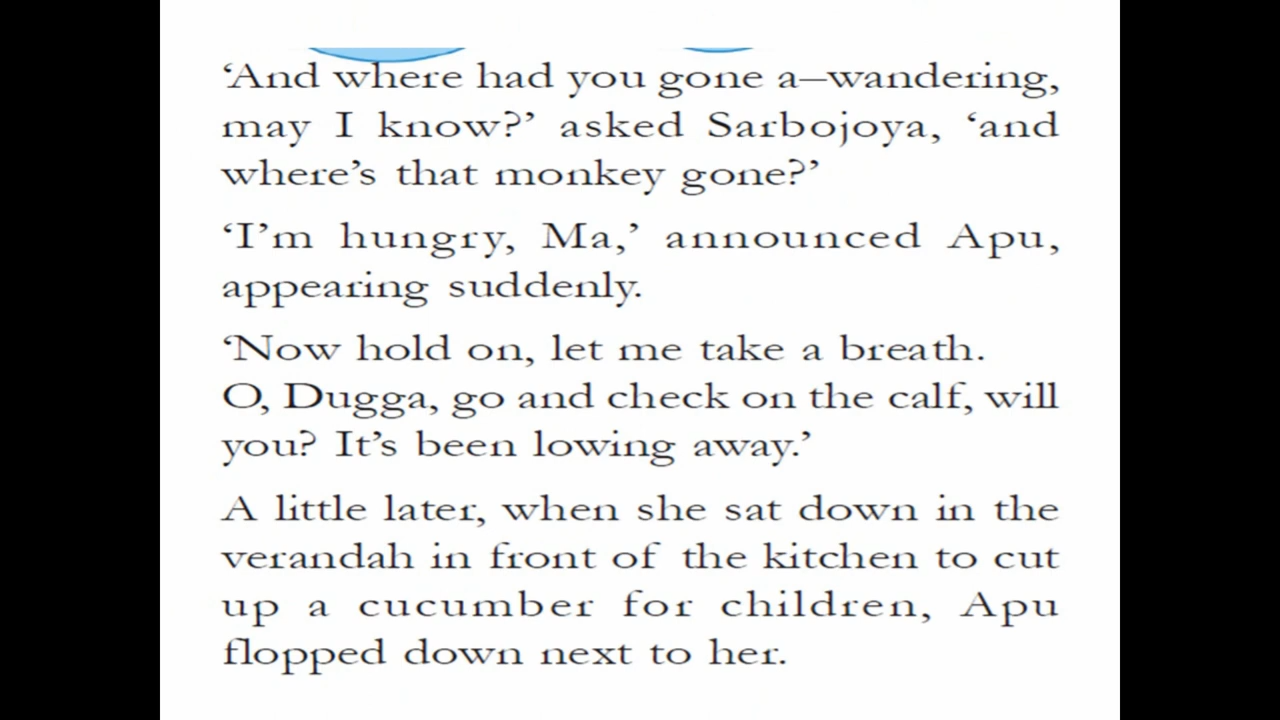 ‘And where had you gone a—wandering,
may I know?’ asked Sarbojoya, ‘and
where’s that monkey gone?’
‘I’m hungry, Ma,’ announced Apu,
appearing suddenly.
‘Now hold on, let me take a breath.
O, Dugga, go and check on the calf, will
you? It’s been lowing away.’
A little later, when she sat down in the
verandah in front of the kitchen to cut
up a cucumber for children, Apu
flopped down next to her.